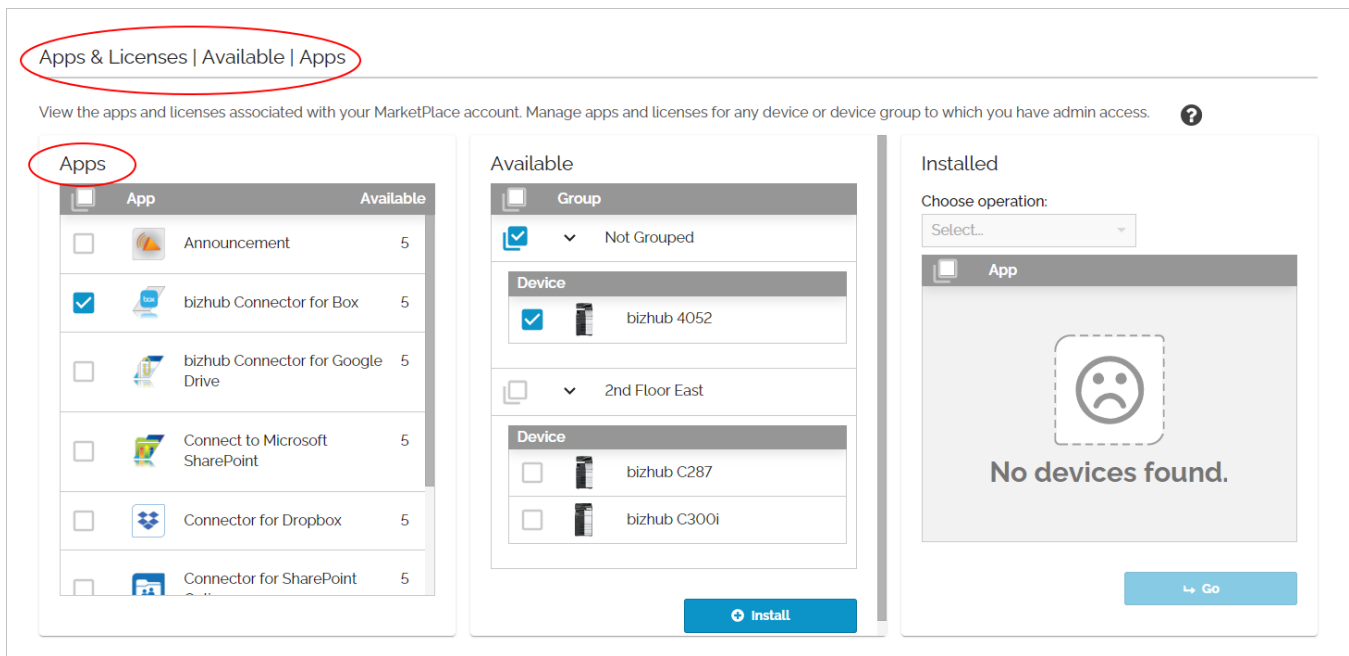 Apps & Licenses | Available | Apps
View the apps and licenses associated with your MarketPlace account. Manage apps and licenses for any device or device group to which you have admin access. ?
Apps
App Available
Announcement 5
box
bizhub Connector for Box 5
bizhub Connector for Google 5
Drive
Connect to Microsoft 5
SharePoint
Connector for Dropbox 5
Connector for SharePoint 5
Available
Group
Not Grouped
Device
bizhub 4052
2nd Floor East
Device
bizhub C287
bizhub C300i
Install
Installed
Choose operation:
Select...
App
No devices found.
Go